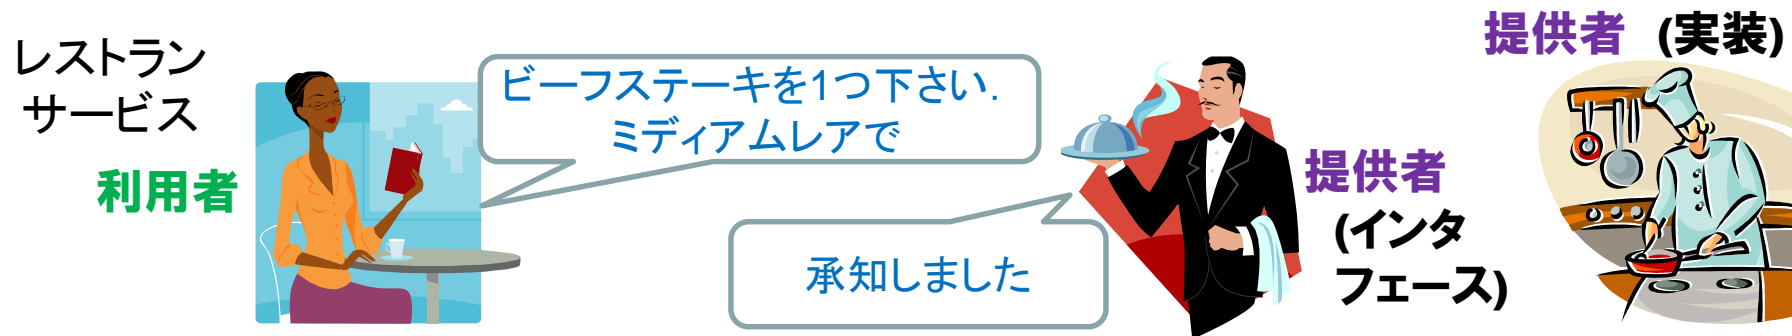 レストラン
サービス
利用者
ビーフステーキを1つ下さい.
ミディアムレアで
承知しました
提供者
(インタ
フェース)
提供者 (実装)